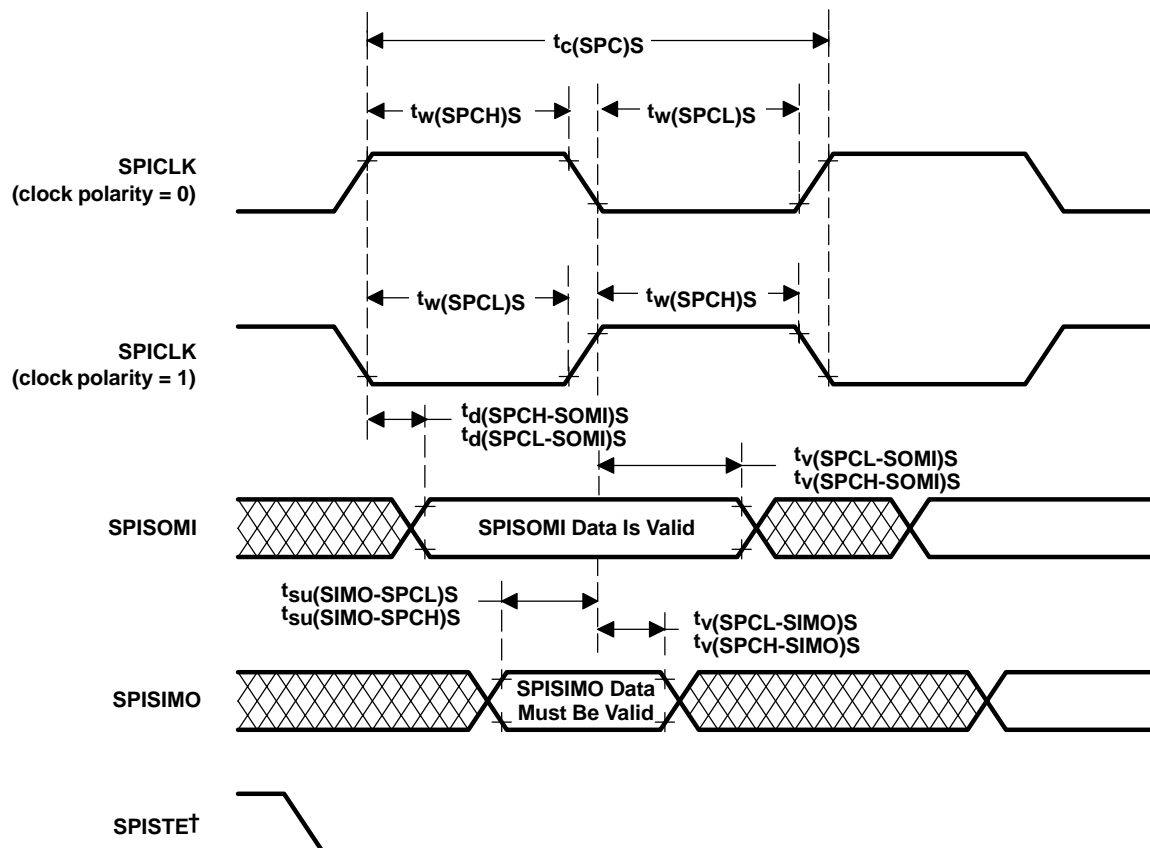 tc(SPC)S
tw(SPCH)S
tw(SPCL)S
SPICLK
(clock polarity = 0)
tw(SPCL)S
tw(SPCH)S
SPICLK
(clock polarity = 1)
td(SPCH-SOMI)S
td(SPCL-SOMI)S
tv(SPCL-SOMI)S
tv(SPCH-SOMI)S
SPISOMI
SPISOMI Data Is Valid
tsu(SIMO-SPCL)S
tsu(SIMO-SPCH)S
tv(SPCL-SIMO)S
tv(SPCH-SIMO)S
SPISIMO
SPISIMO Data
Must Be Valid
SPISTE†